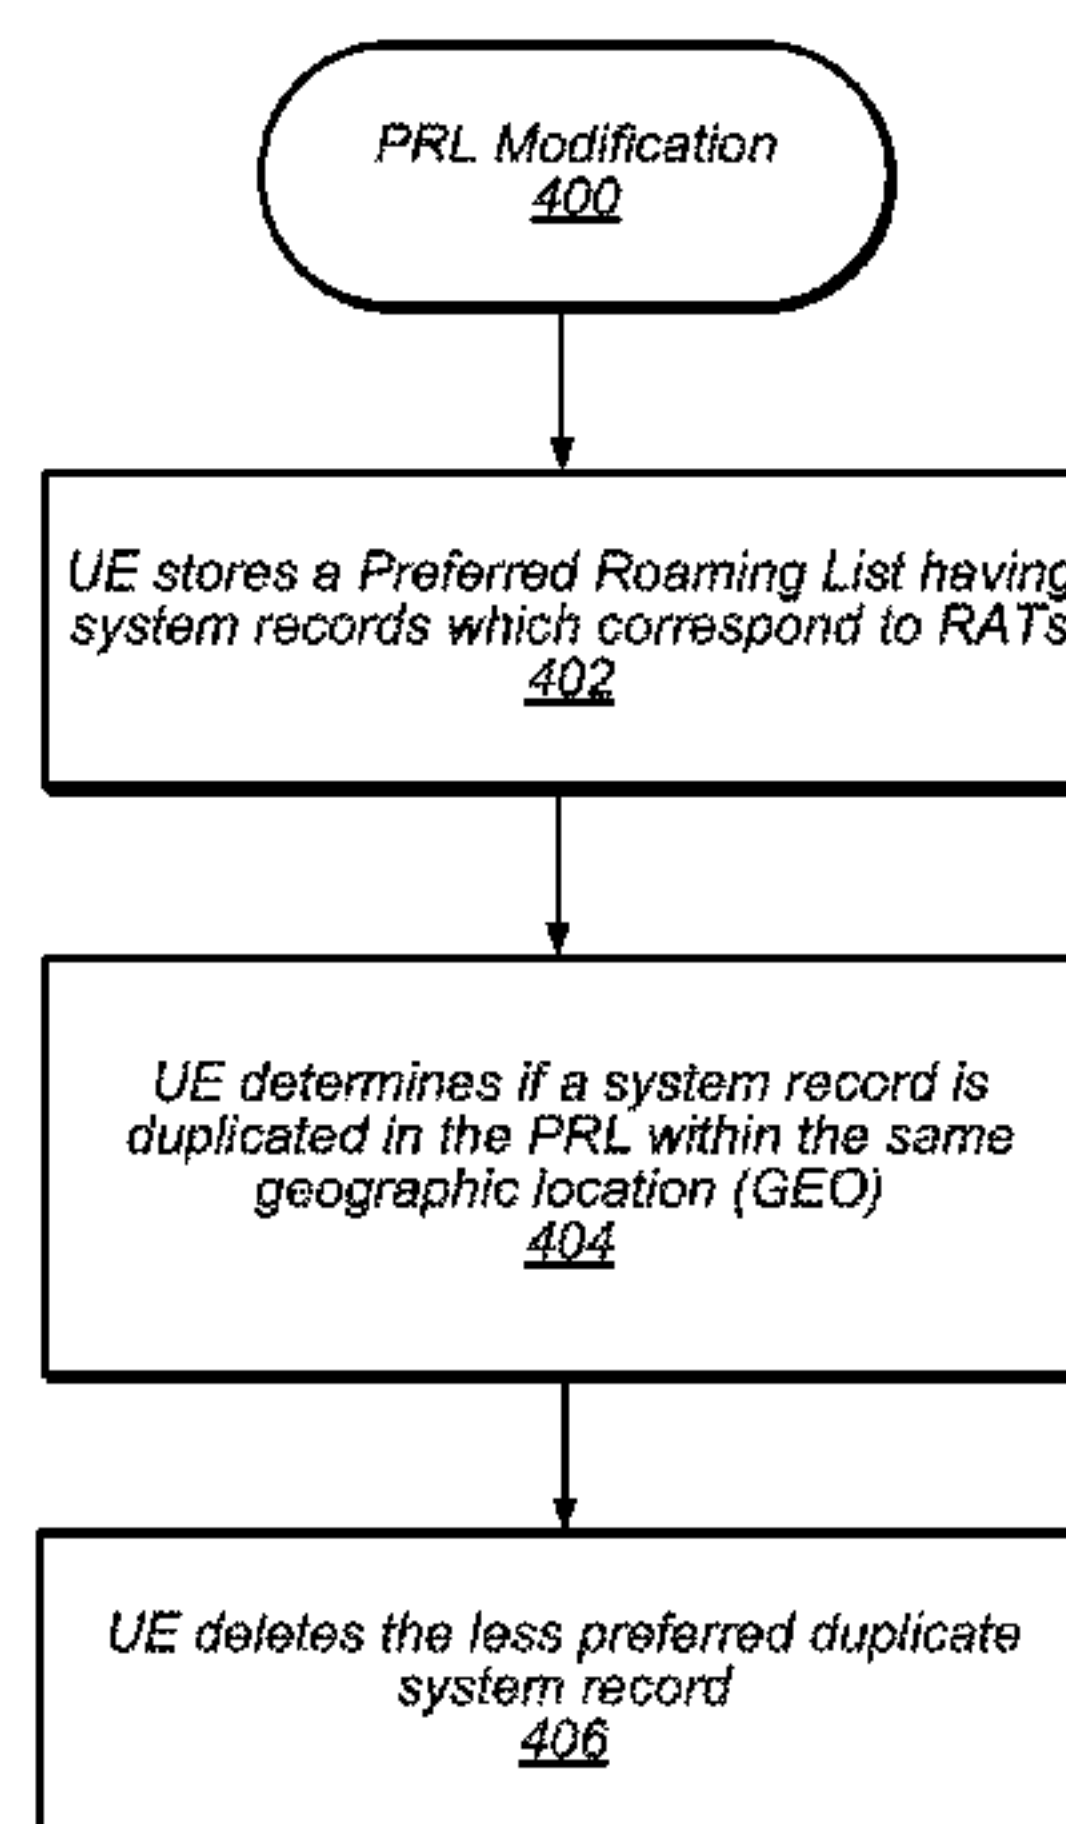 PRL Modification
400
UE stores a Preferred Roaming List having
system records which correspond to RATs
402
UE determines if a system record is
duplicated in the PRL within the same
geographic location (GEO)
404
UE deletes the less preferred duplicate
system record
406